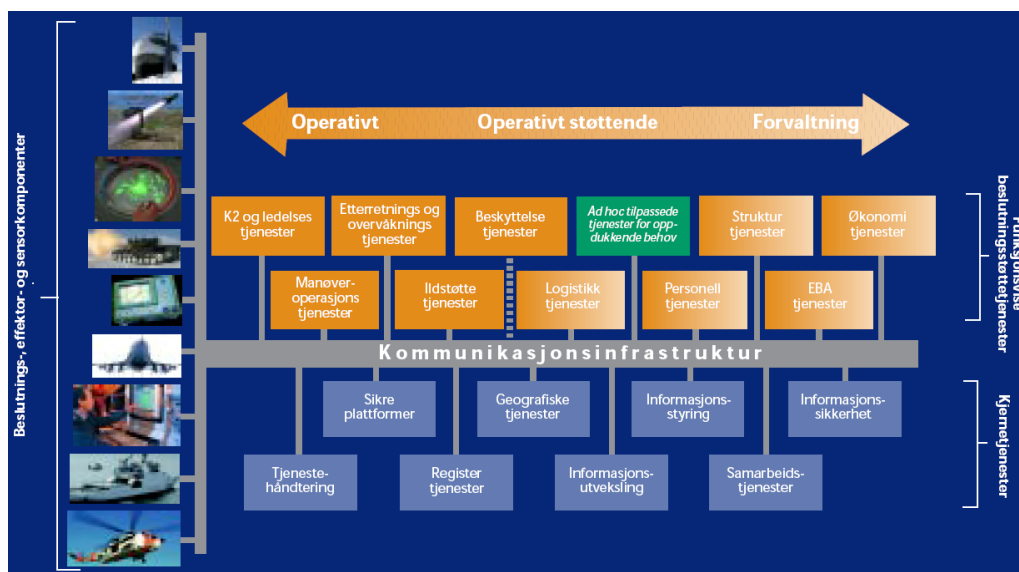 Beslutnings-, effektor- og sensorkomponenter
Operativt
Operativt støttende
Forvaltning
K2 og ledelses
tjenester
Etterretnings og
overvåknings
tjenester
Beskyttelse
tjenester
Ad hoc tilpassede
tjenester for opp-
dukkende behov
Struktur
tjenester
Økonomi
tjenester
Manøver-
operasjons
tjenester
Ildstøtte
tjenester
Logistikk
tjenester
Personell
tjenester
EBA
tjenester
Funksjonsvise
beslutningsstøttetjenester
Kommunikasjonsinfrastruktur
Sikre
plattformer
Geografiske
tjenester
Informasjons-
styring
Informasjons-
sikkerhet
Tjeneste-
håndtering
Register
tjenester
Informasjons-
utveksling
Samarbeids-
tjenester
Kjernetjenester